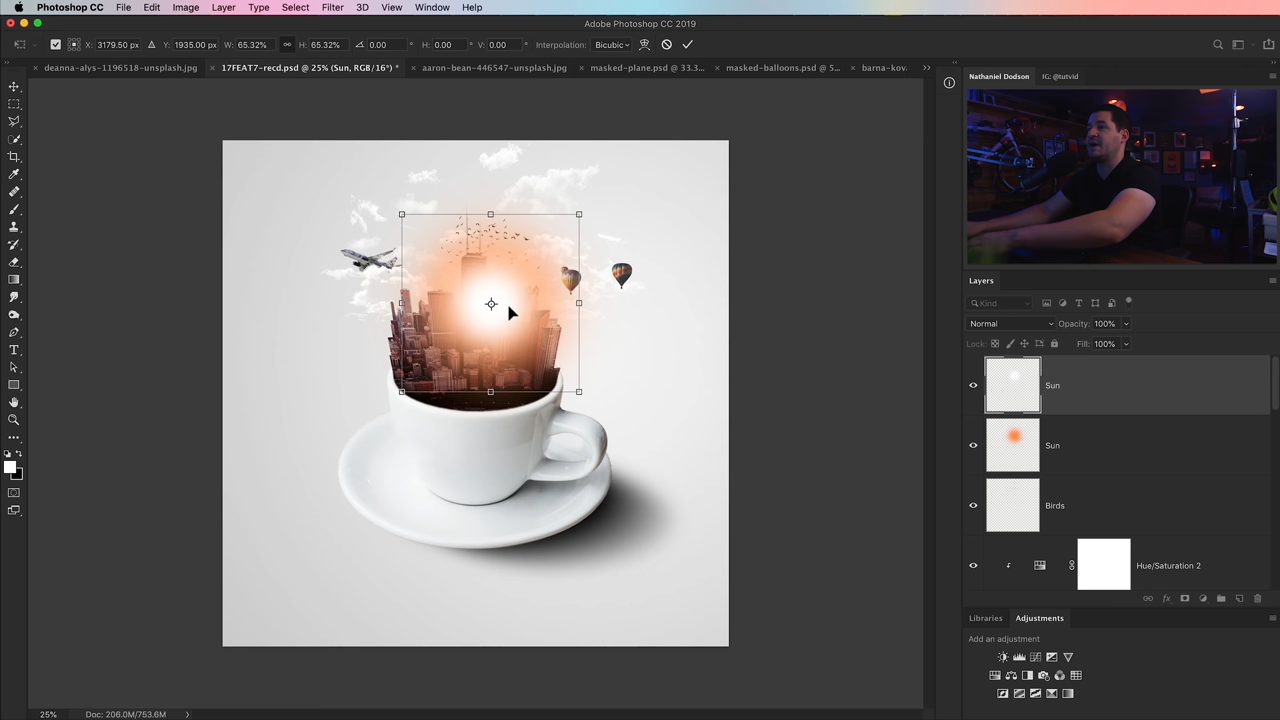 Photoshop CC File Edit Image Layer Type Select Filter 3D View Window Help
Adobe Photoshop CC 2019
X: 3179.50 px Y: 1935.00 px W: 65.32% H: 65.32% 0.00 ° H: 0.00 ° V: 0.00 ° Interpolation: Bicubic
deanna-alys-1196518-unsplash.jpg 17FEAT7-recd.psd @ 25% (Sun, RGB/16*) * aaron-bean-446547-unsplash.jpg masked-plane.psd @ 33.3... masked-balloons.psd @ 5... barna-kov
Nathaniel Dodson IG: @tutvid
Layers
Kind
Normal Opacity: 100%
Lock: Fill: 100%
Sun
Sun
Birds
Hue/Saturation 2
Libraries Adjustments
Add an adjustment
25% Doc: 206.0M/753.6M